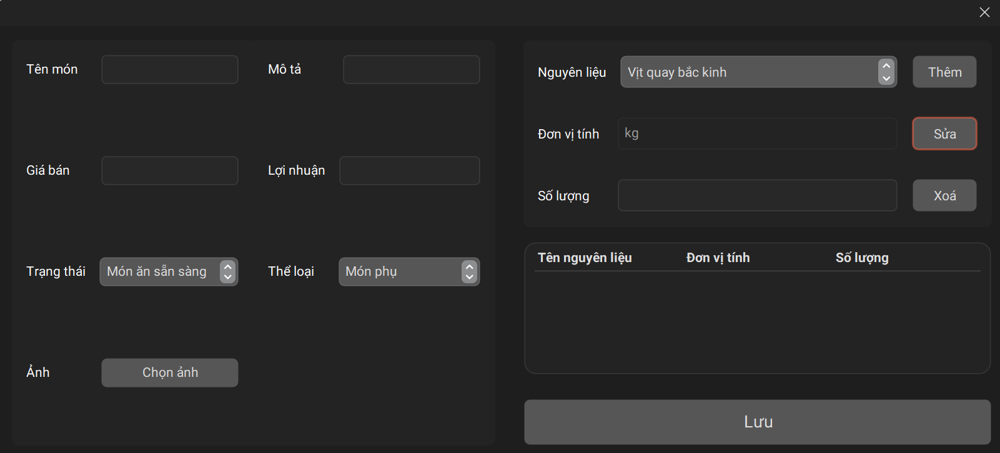 Tên món
Mô tả
Giá bán
Lợi nhuận
Trạng thái Món ăn sẵn sàng
Thể loại Món phụ
Ảnh Chọn ảnh
Nguyên liệu Vịt quay bắc kinh Thêm
Đơn vị tính kg Sửa
Số lượng Xoá
Tên nguyên liệu Đơn vị tính Số lượng
Lưu